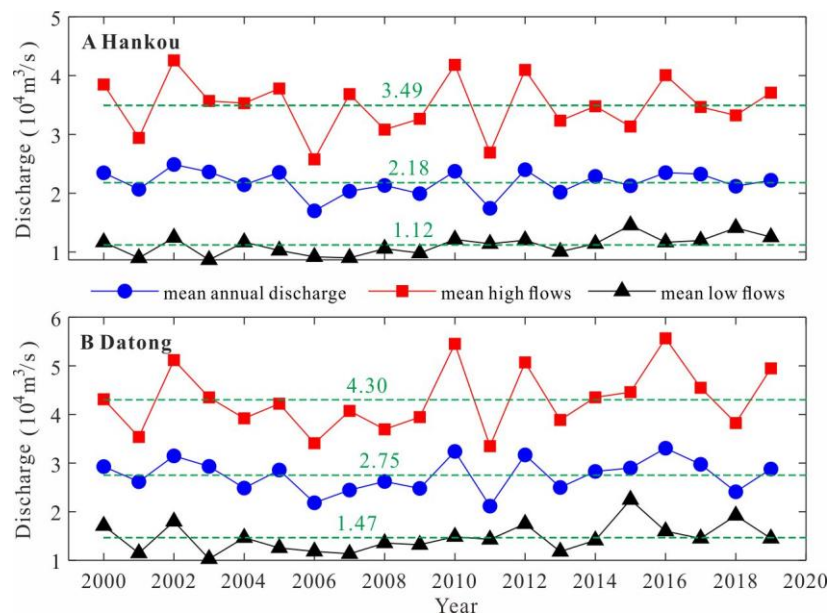 A Hankou
5
4
3
2
1
Discharge (10⁴m³/s)
3.49
2.18
1.12
mean annual discharge mean high flows mean low flows
B Datong
6
5
4
3
2
1
Discharge (10⁴m³/s)
4.30
2.75
1.47
2000 2002 2004 2006 2008 2010 2012 2014 2016 2018 2020
Year